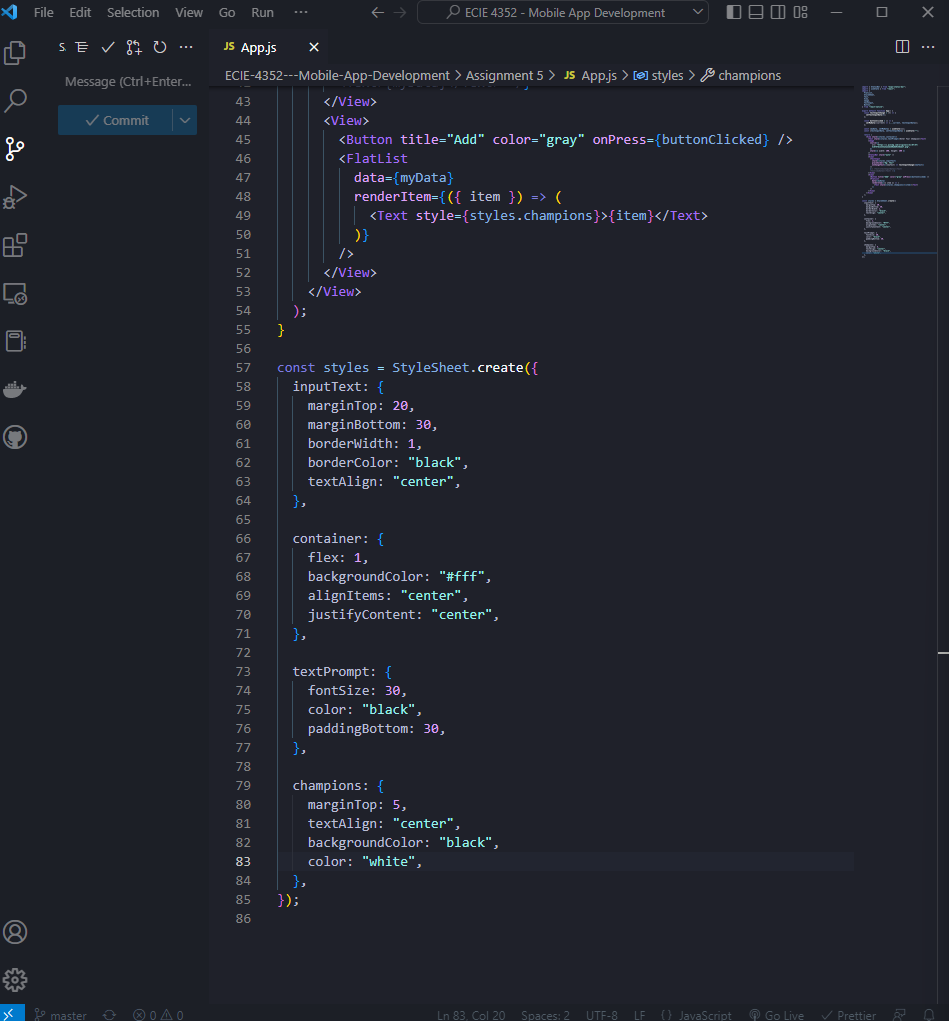 File Edit Selection View Go Run ··· ECIE 4352 - Mobile App Development
S.
JS App.js
Message (Ctrl+Enter...
Commit
ECIE-4352---Mobile-App-Development > Assignment 5 > JS App.js > styles > champions
43 </View>
44 <View>
45 <Button title="Add" color="gray" onPress={buttonClicked} />
46 <FlatList
47 data={myData}
48 renderItem={({ item }) => (
49 <Text style={styles.champions}>{item}</Text>
50 )}
51 />
52 </View>
53 </View>
54 );
55 }
56
57 const styles = StyleSheet.create({
58 inputText: {
59 marginTop: 20,
60 marginBottom: 30,
61 borderWidth: 1,
62 borderColor: "black",
63 textAlign: "center",
64 },
65
66 container: {
67 flex: 1,
68 backgroundColor: "#fff",
69 alignItems: "center",
70 justifyContent: "center",
71 },
72
73 textPrompt: {
74 fontSize: 30,
75 color: "black",
76 paddingBottom: 30,
77 },
78
79 champions: {
80 marginTop: 5,
81 textAlign: "center",
82 backgroundColor: "black",
83 color: "white",
84 },
85 });
86
master 0 0 Ln 83, Col 20 Spaces: 2 UTF-8 LF {} JavaScript Go Live Prettier